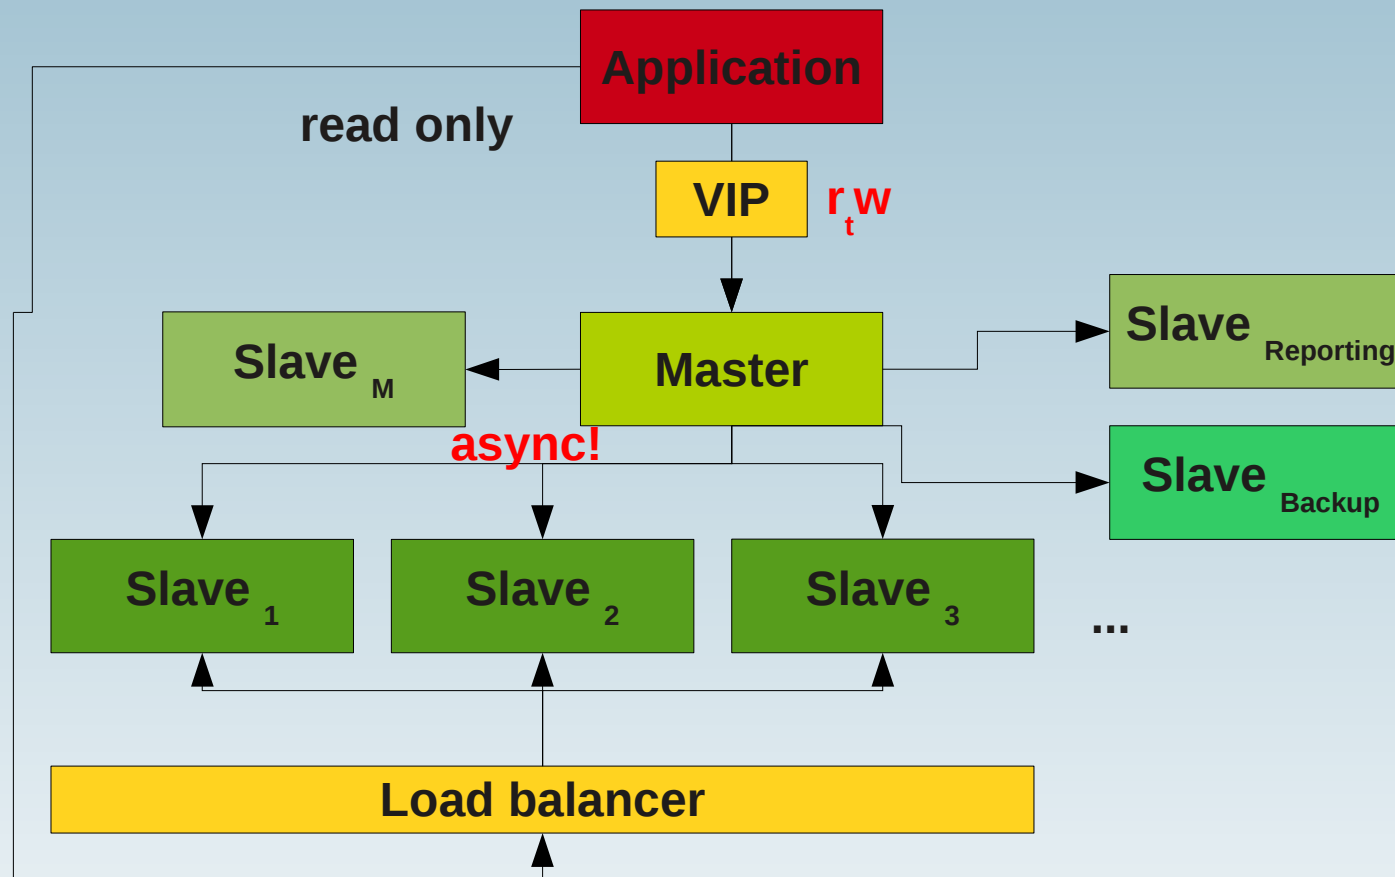 Application
read only
VIP
r t w
Slave Reporting
Slave M
Master
async!
Slave Backup
Slave 1
Slave 2
Slave 3
...
Load balancer